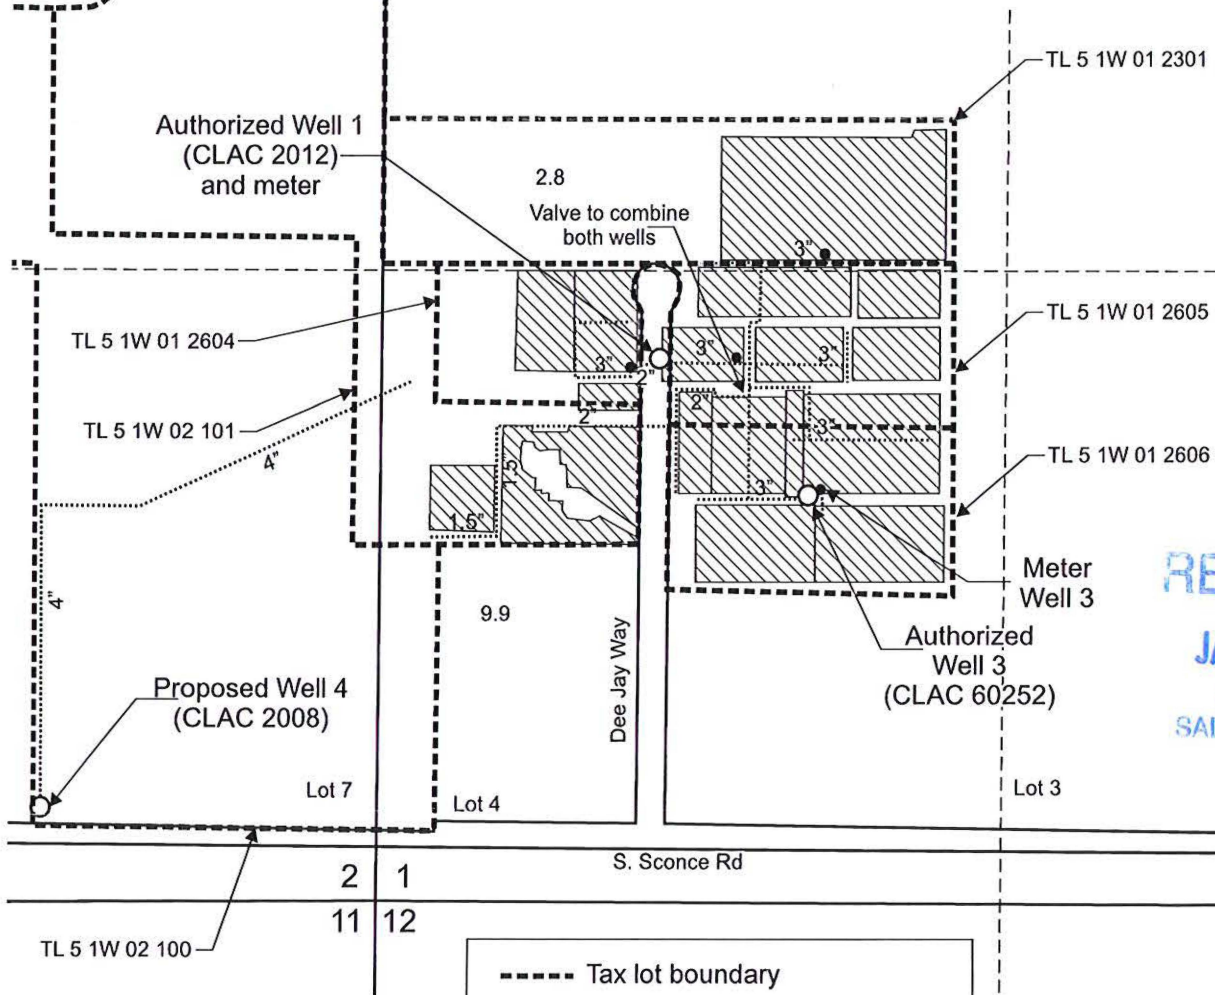 TL 5 1W 01 2301
Authorized Well 1
(CLAC 2012)
and meter
2.8
Valve to combine
both wells
3"
TL 5 1W 01 2604
TL 5 1W 01 2605
3"
2"
3"
3"
TL 5 1W 02 101
4"
2"
2"
3"
TL 5 1W 01 2606
1.5"
1.5"
3"
4"
9.9
Dee Jay Way
Meter
Well 3
Authorized
Well 3
(CLAC 60252)
Proposed Well 4
(CLAC 2008)
Lot 7
Lot 4
Lot 3
S. Sconce Rd
2 1
11 12
TL 5 1W 02 100
Tax lot boundary